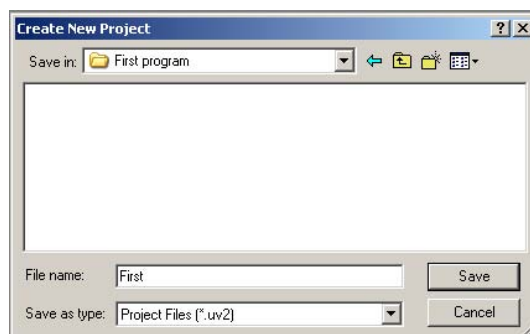 Create New Project
Save in: First program
File name: First
Save
Save as type: Project Files (*.uv2)
Cancel